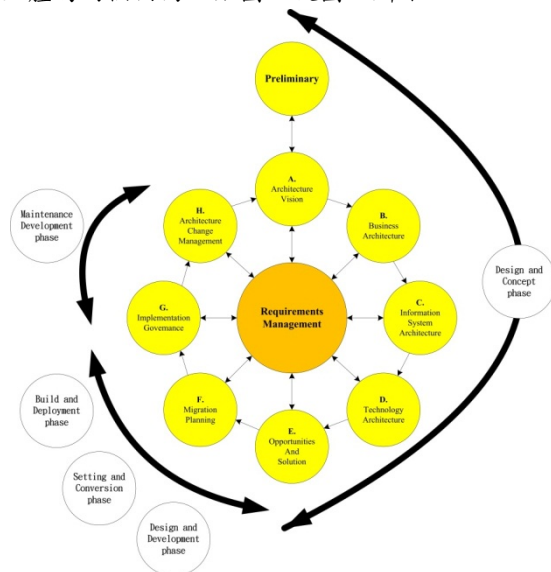 Preliminary
A.
Architecture
Vision
B.
Business
Architecture
C.
Information
System
Architecture
D.
Technology
Architecture
E.
Opportunities
And
Solution
F.
Migration
Planning
G.
Implementation
Governance
H.
Architecture
Change
Management
Requirements
Management
Design and
Concept
phase
Maintenance
Development
phase
Build and
Deployment
phase
Setting and
Conversion
phase
Design and
Development
phase